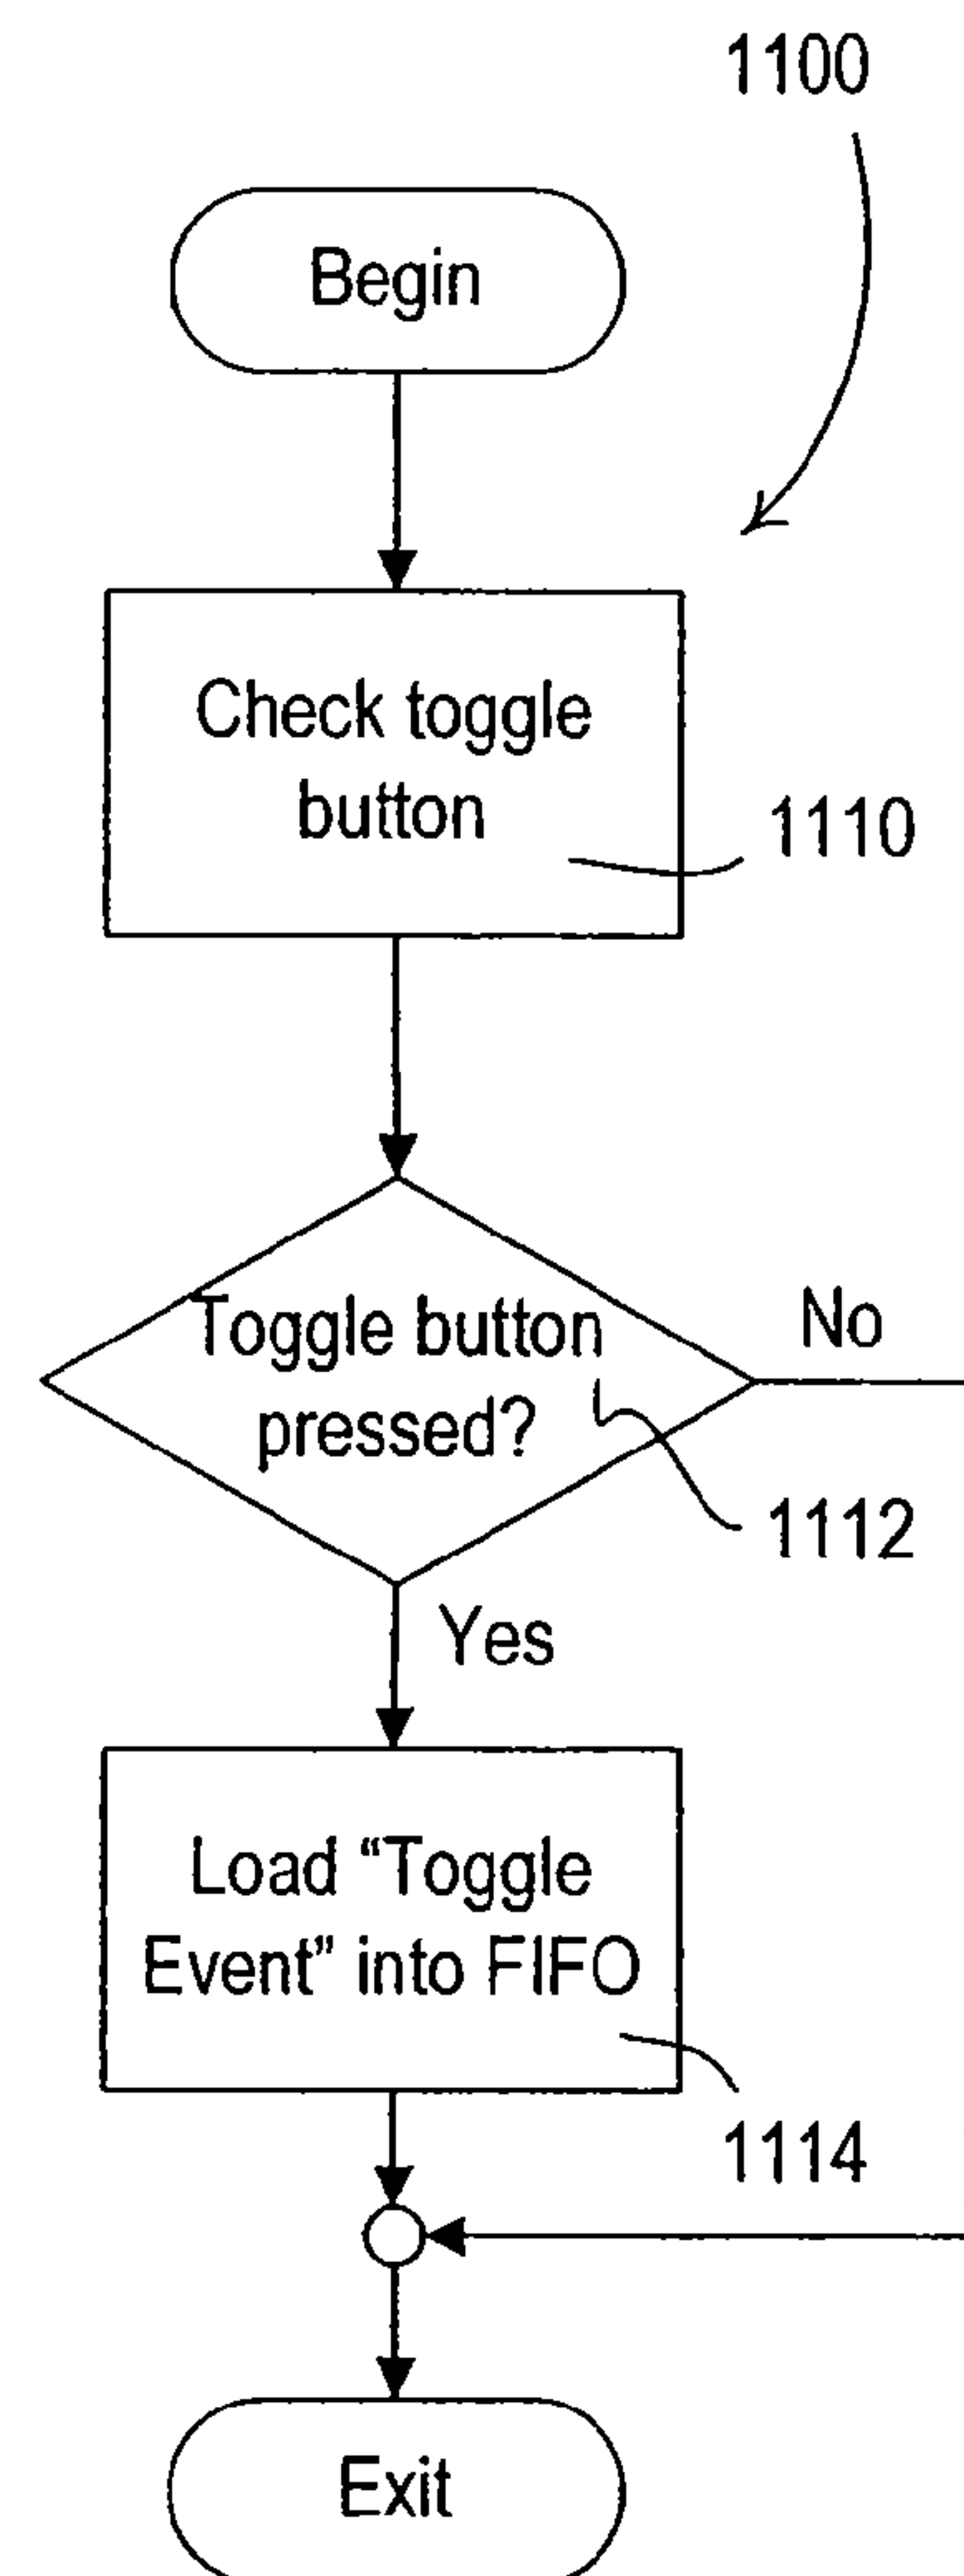 1100
Begin
Check toggle
button
1110
Toggle button
pressed?
No
1112
Yes
Load “Toggle
Event” into FIFO
1114
Exit